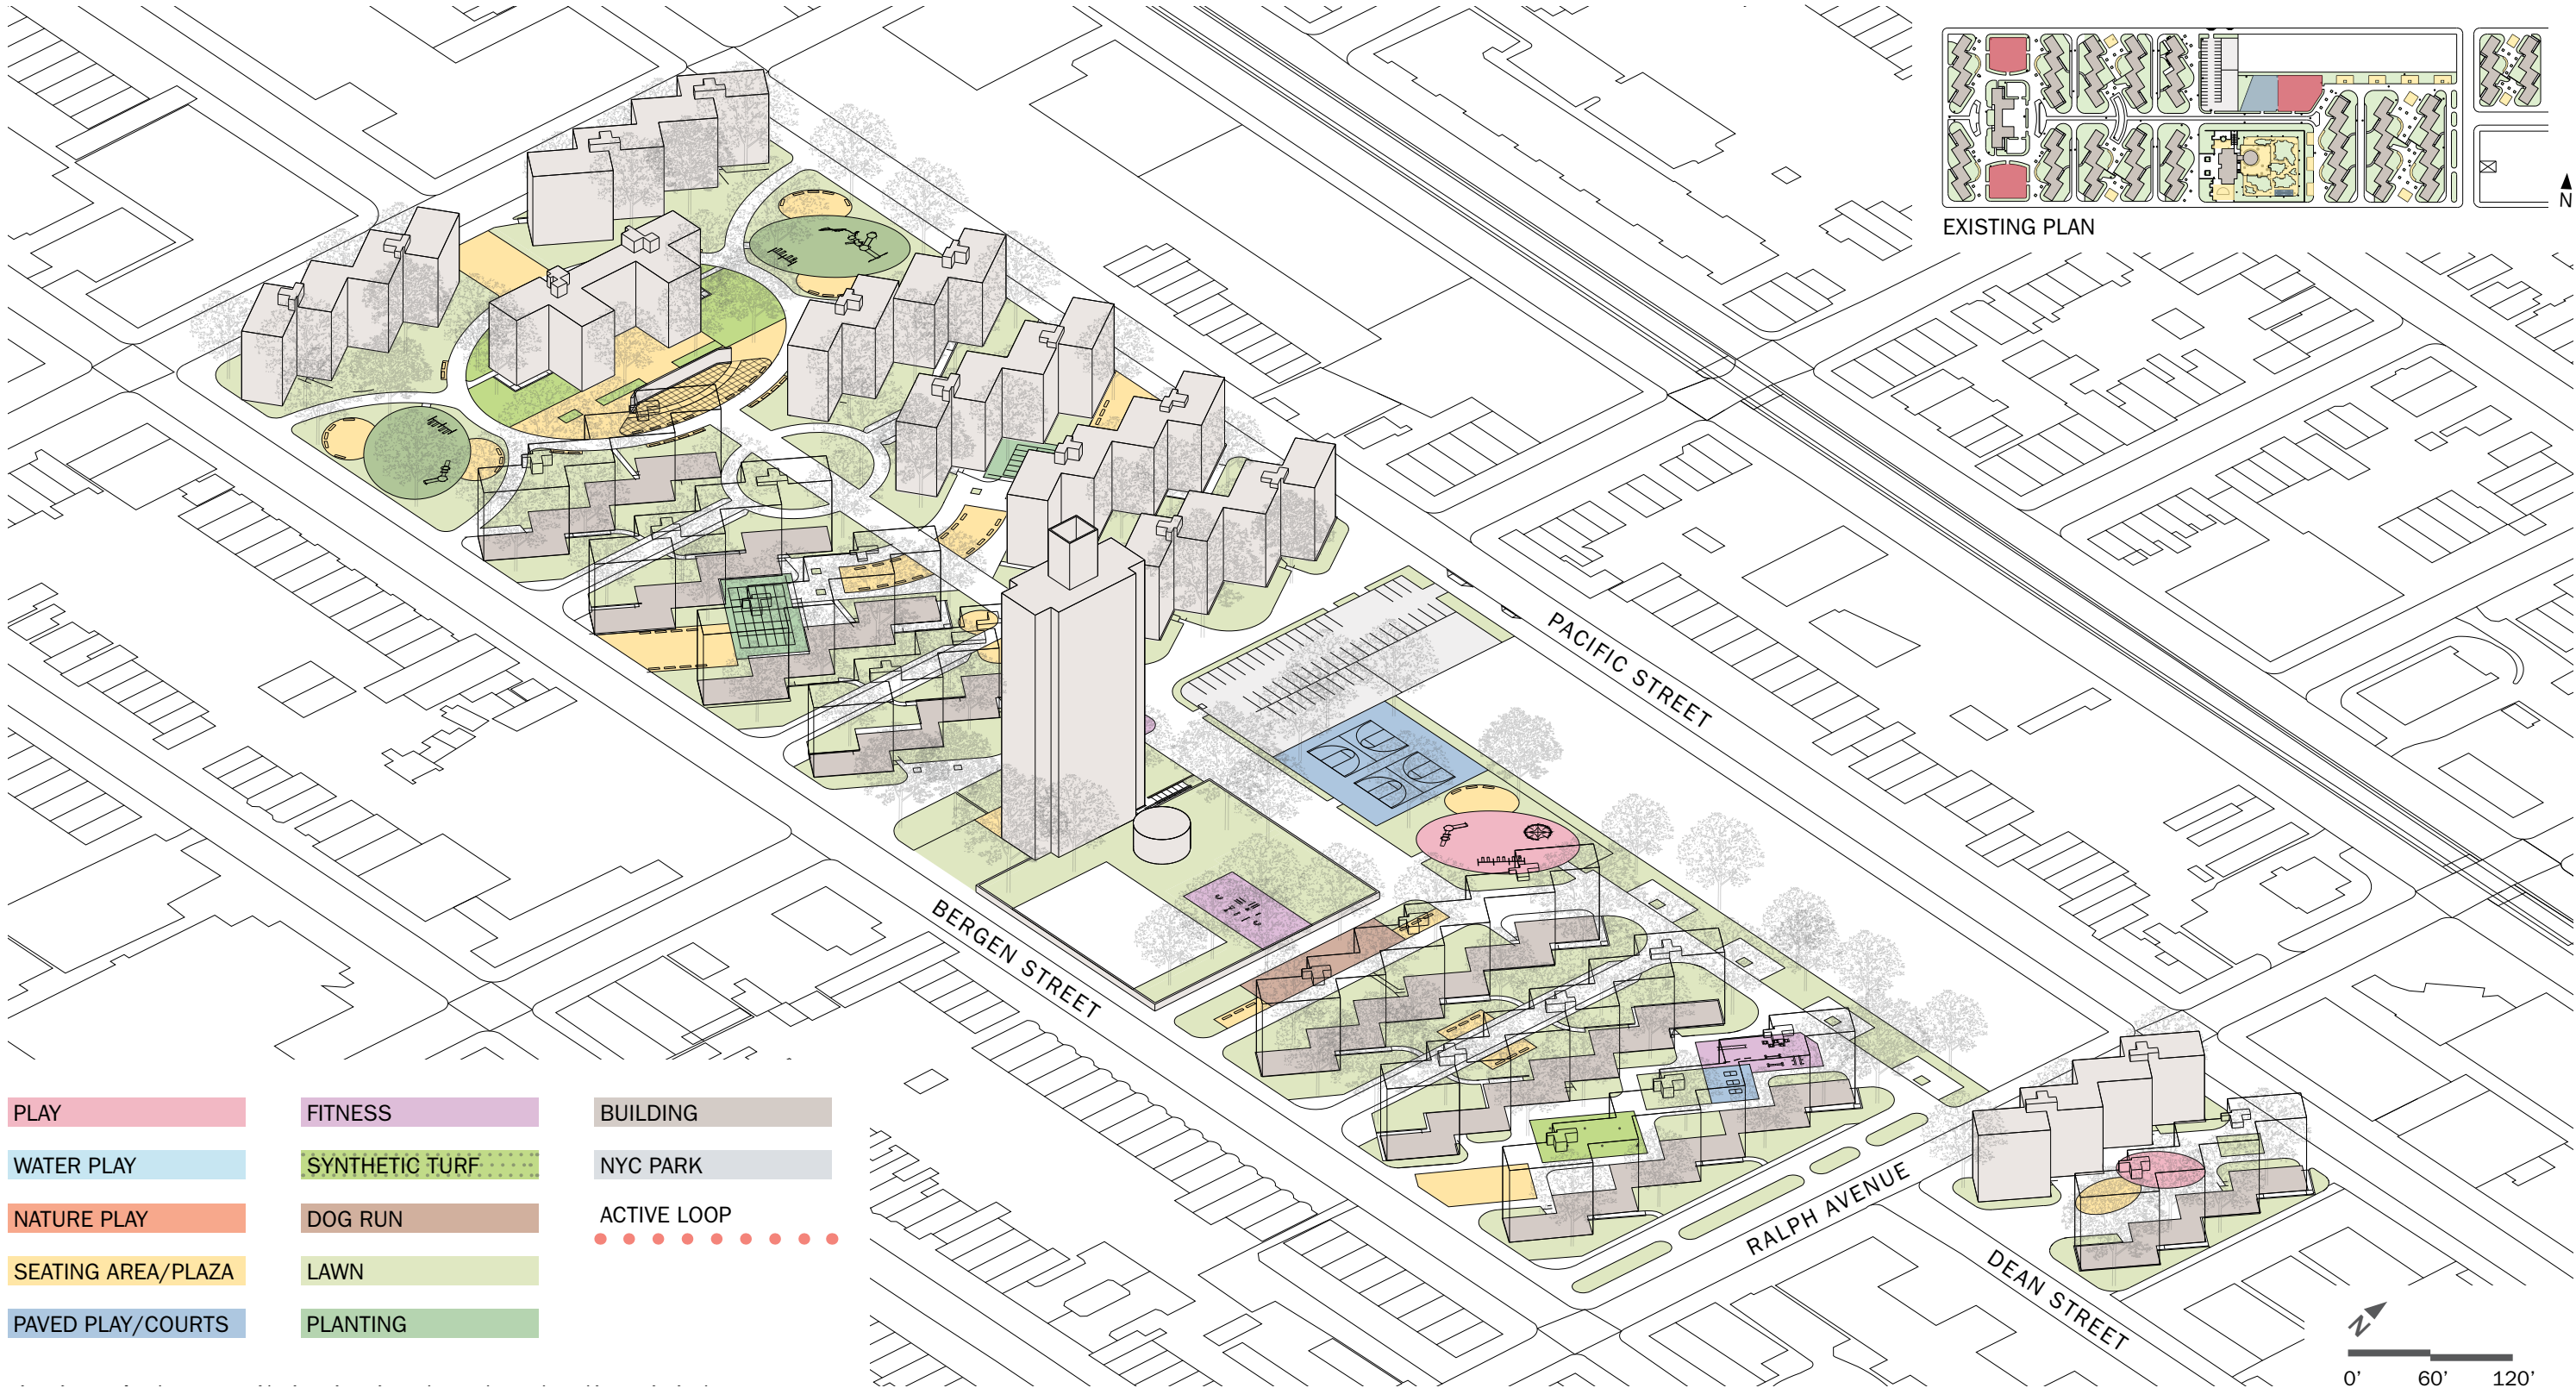 EXISTING PLAN
N
PACIFIC STREET
BERGEN STREET
RALPH AVENUE
DEAN STREET
PLAY
WATER PLAY
NATURE PLAY
SEATING AREA/PLAZA
PAVED PLAY/COURTS
FITNESS
SYNTHETIC TURF
DOG RUN
LAWN
PLANTING
BUILDING
NYC PARK
ACTIVE LOOP
N
0' 60' 120'